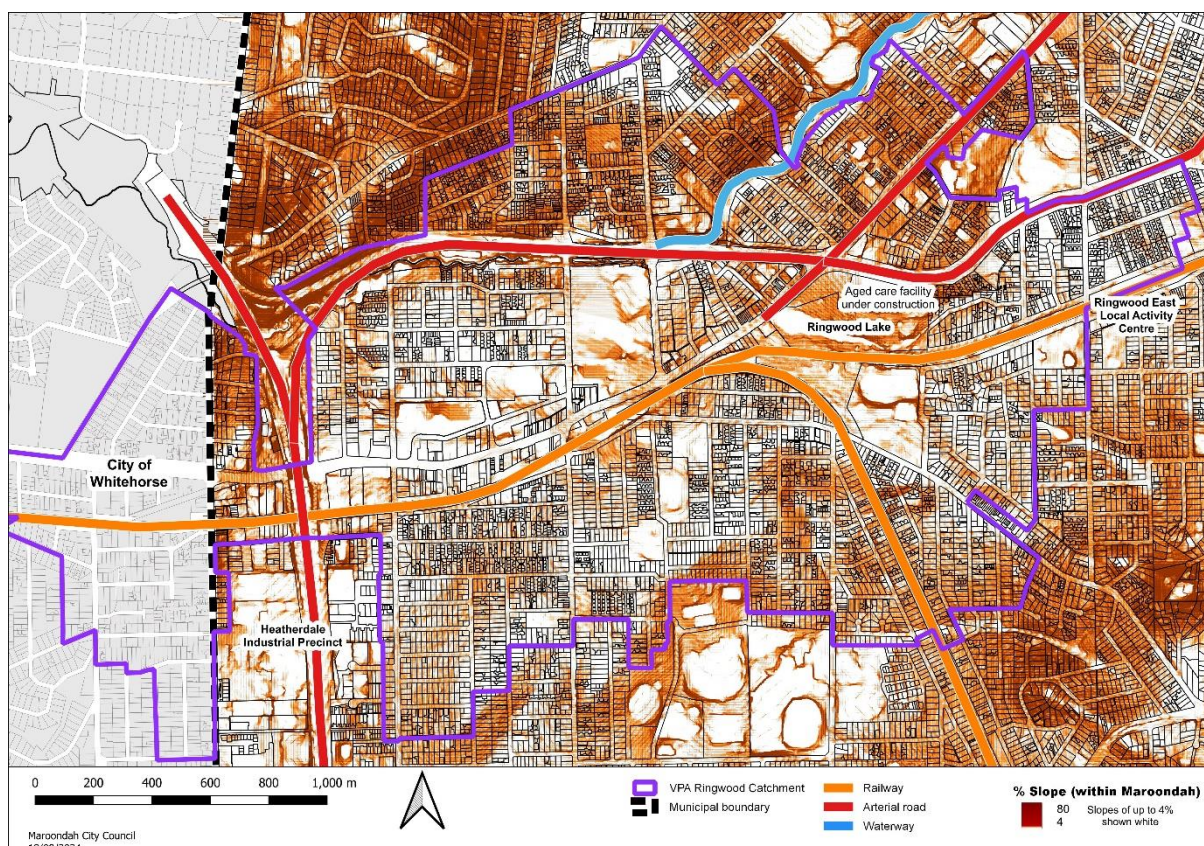 Aged care facility
under construction
Ringwood Lake
Ringwood East
Local Activity
Centre
City of
Whitehorse
Heatherdale
Industrial Precinct
0 200 400 600 800 1,000 m
VPA Ringwood Catchment
Municipal boundary
Railway
Arterial road
Waterway
% Slope (within Maroondah)
80 Slopes of up to 4%
4 shown white
Maroondah City Council